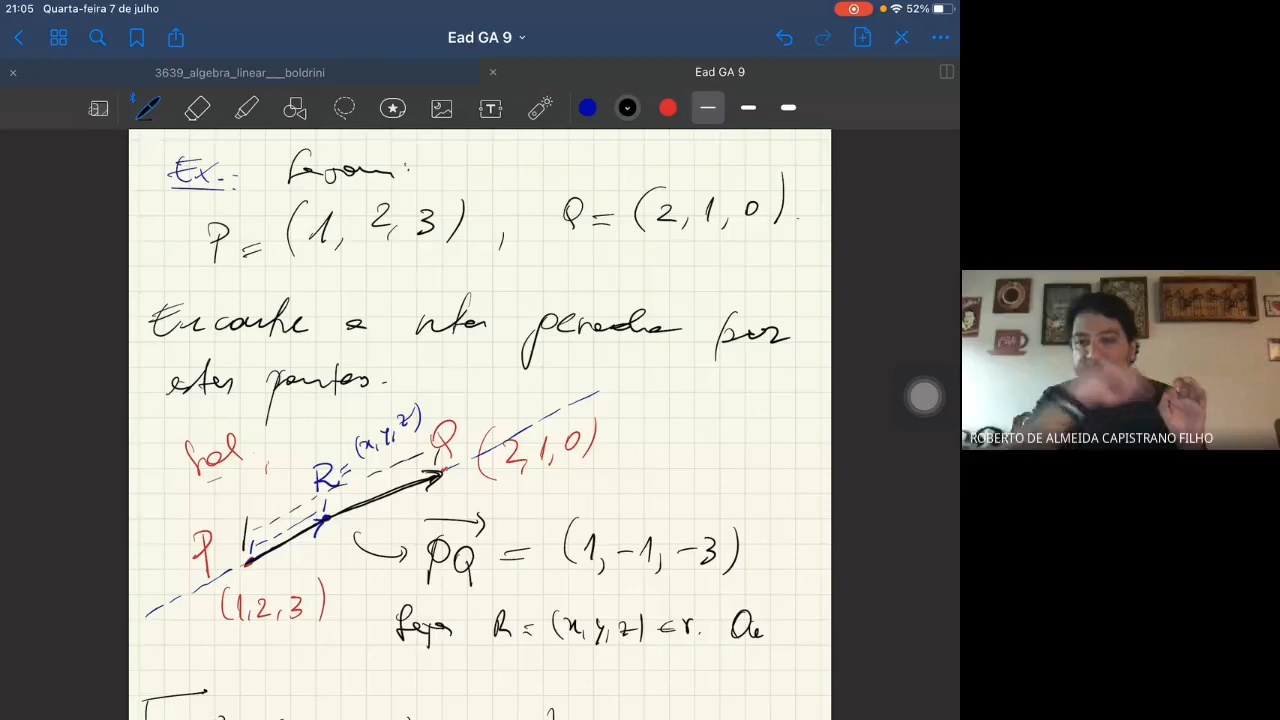 21:05 Quarta-feira 7 de julho
52%
Ead GA 9
3639_algebra_linear___boldrini
Ead GA 9
Ex.: Sejam:
P = (1, 2, 3) , Q = (2, 1, 0).
Encontre a reta por
estes pontos.
Sol.
R = (x, y, z)
Q (2, 1, 0)
P
(1, 2, 3)
PQ = (1, -1, -3)
Seja R = (x, y, z) ∈ r.
ROBERTO DE ALMEIDA CAPISTRANO FILHO